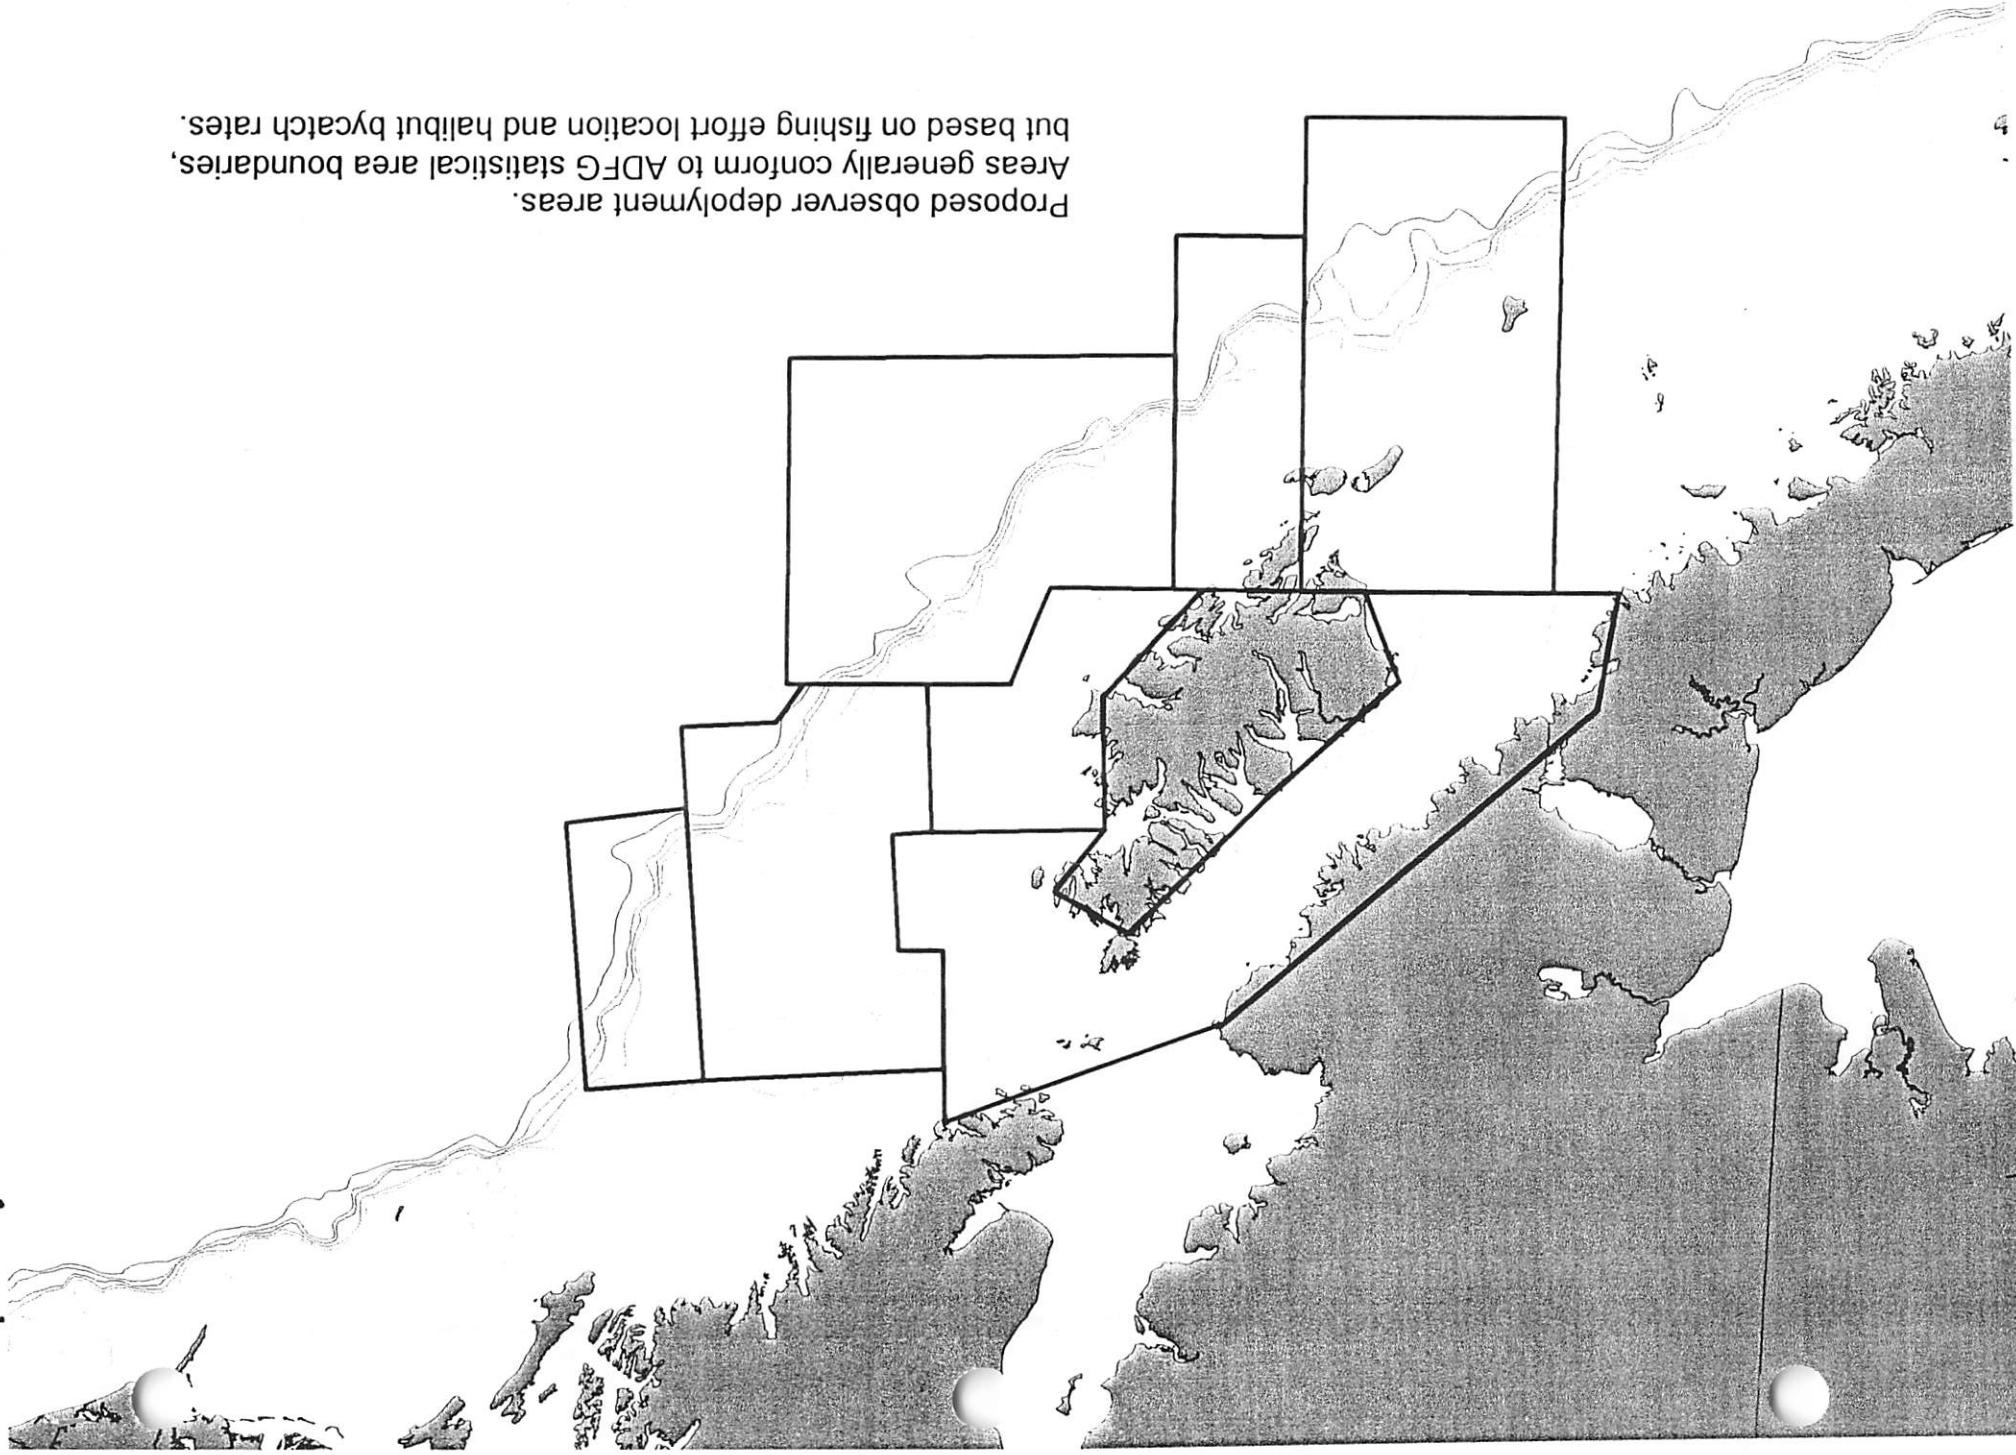 Proposed observer depolyment areas.
Areas generally conform to ADFG statistical area boundaries,
but based on fishing effort location and halibut bycatch rates.